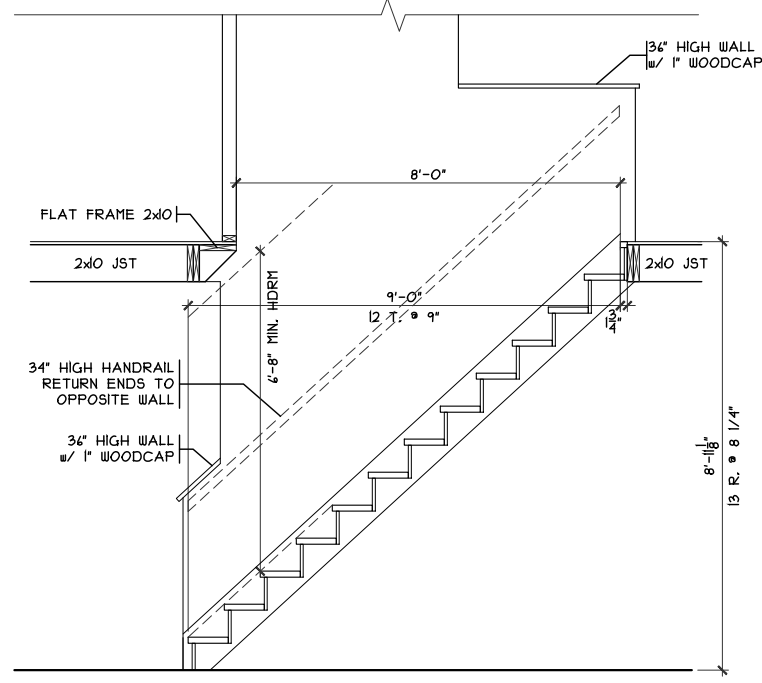 36" HIGH WALL
w/ 1" WOODCAP
8'-0"
FLAT FRAME 2x10
2x10 JST
2x10 JST
9'-0"
12 T. @ 9"
1 3/4"
6'-8" MIN. HDRM
34" HIGH HANDRAIL
RETURN ENDS TO
OPPOSITE WALL
36" HIGH WALL
w/ 1" WOODCAP
8'-11 1/8"
13 R. @ 8 1/4"